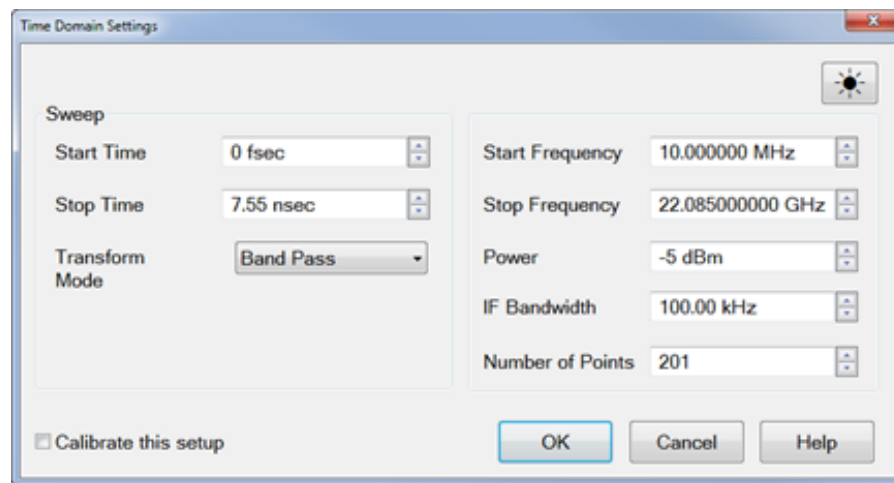 Time Domain Settings
Sweep
Start Time 0 fsec
Stop Time 7.55 nsec
Transform Mode Band Pass
Start Frequency 10.000000 MHz
Stop Frequency 22.085000000 GHz
Power -5 dBm
IF Bandwidth 100.00 kHz
Number of Points 201
Calibrate this setup
OK Cancel Help